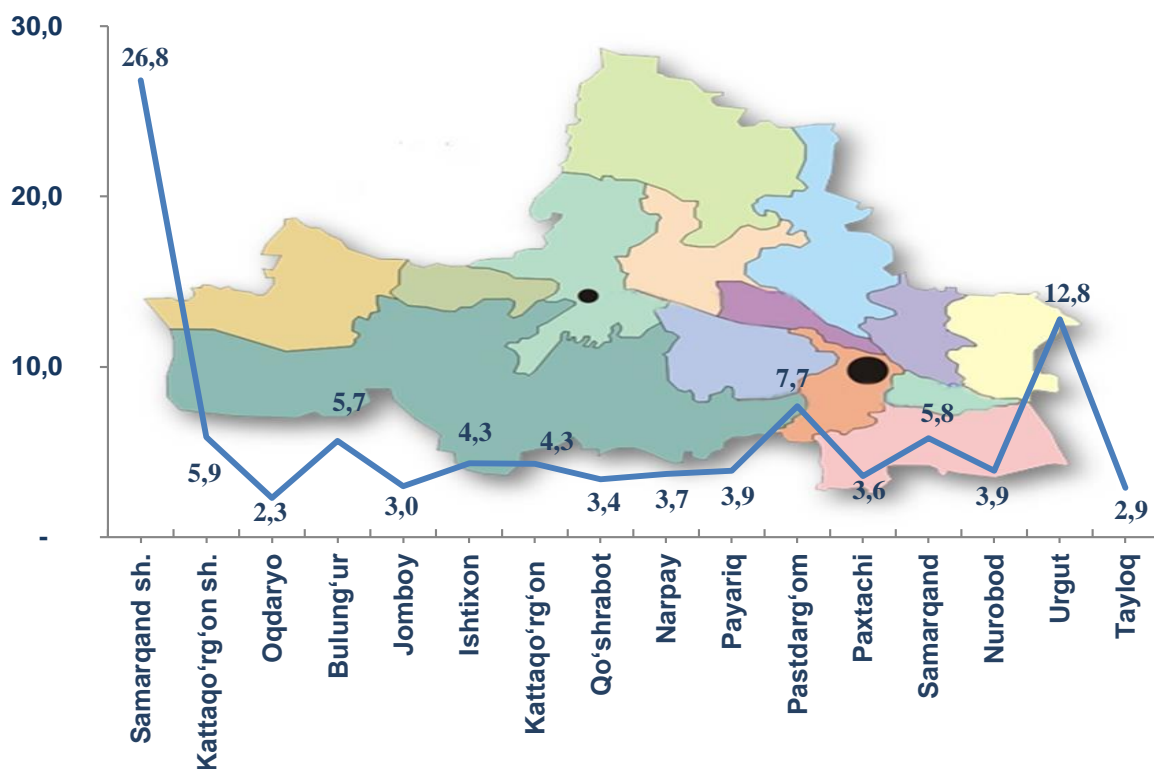 30,0
20,0
10,0
-
26,8
5,9
2,3
5,7
3,0
4,3
4,3
3,4
3,7
3,9
7,7
3,6
5,8
3,9
12,8
2,9
Samarqand sh.
Kattaqo‘rg‘on sh.
Oqdaryo
Bulung‘ur
Jomboy
Ishtixon
Kattaqo‘rg‘on
Qo‘shrabot
Narpay
Payariq
Pastdarg‘om
Paxtachi
Samarqand
Nurobod
Urgut
Tayloq